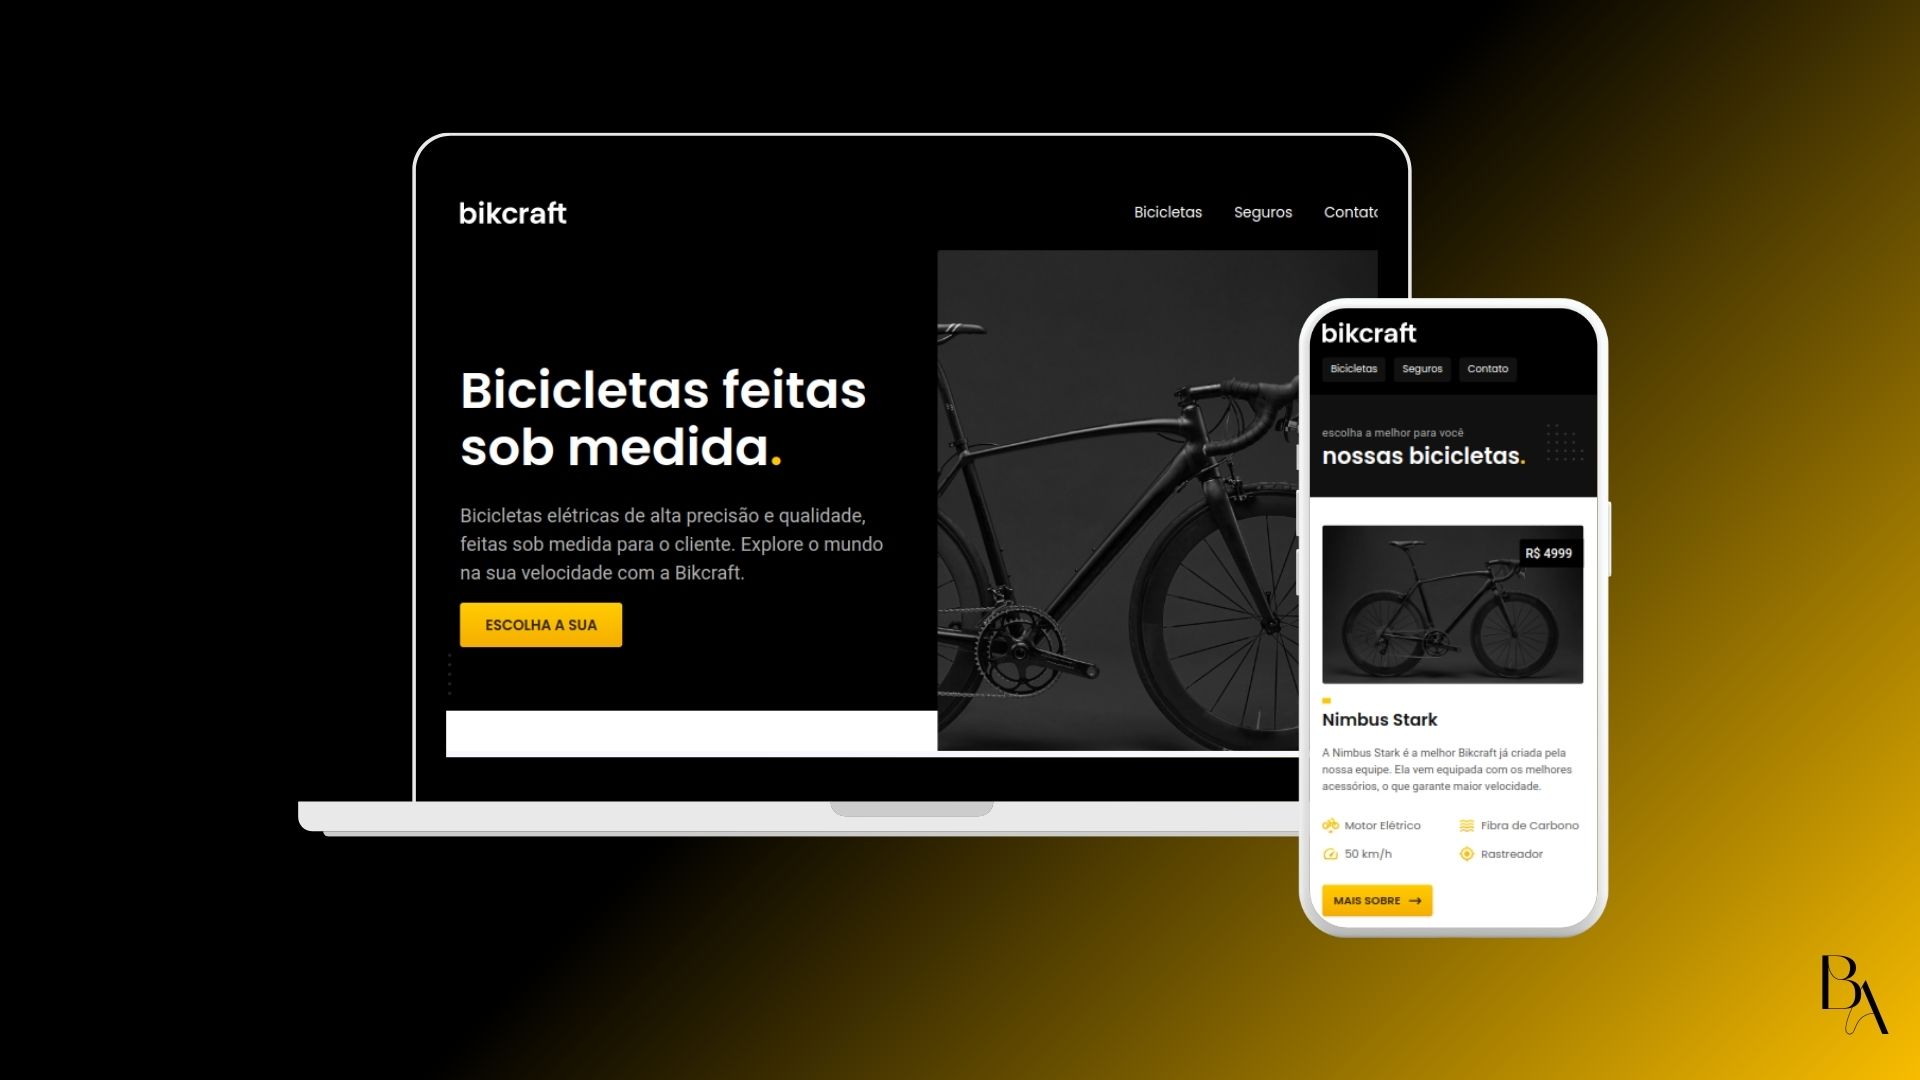 bikcraft
Bicicletas Seguros Contato
Bicicletas feitas
sob medida.
Bicicletas elétricas de alta precisão e qualidade,
feitas sob medida para o cliente. Explore o mundo
na sua velocidade com a Bikcraft.
ESCOLHA A SUA
bikcraft
Bicicletas Seguros Contato
escolha a melhor para você
nossas bicicletas.
R$ 4999
Nimbus Stark
A Nimbus Stark é a melhor Bikcraft já criada pela
nossa equipe. Ela vem equipada com os melhores
acessórios, o que garante maior velocidade.
Motor Elétrico Fibra de Carbono
50 km/h Rastreador
MAIS SOBRE →
BA